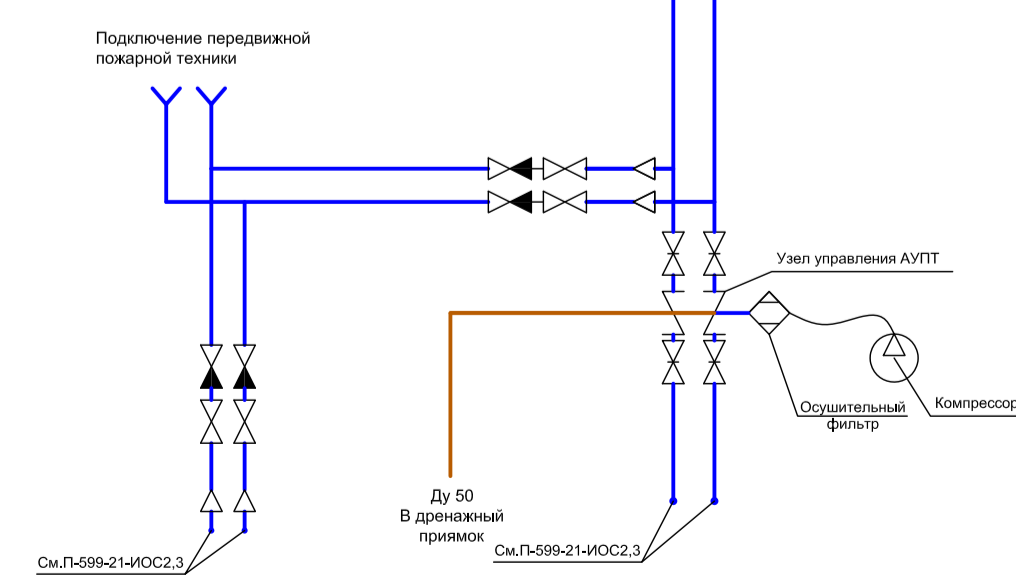 Подключение передвижной
пожарной техники
Узел управления АУПТ
Осушительный
фильтр
Компрессор
Ду 50
В дренажный
приямок
См.П-599-21-ИОС2,3
См.П-599-21-ИОС2,3